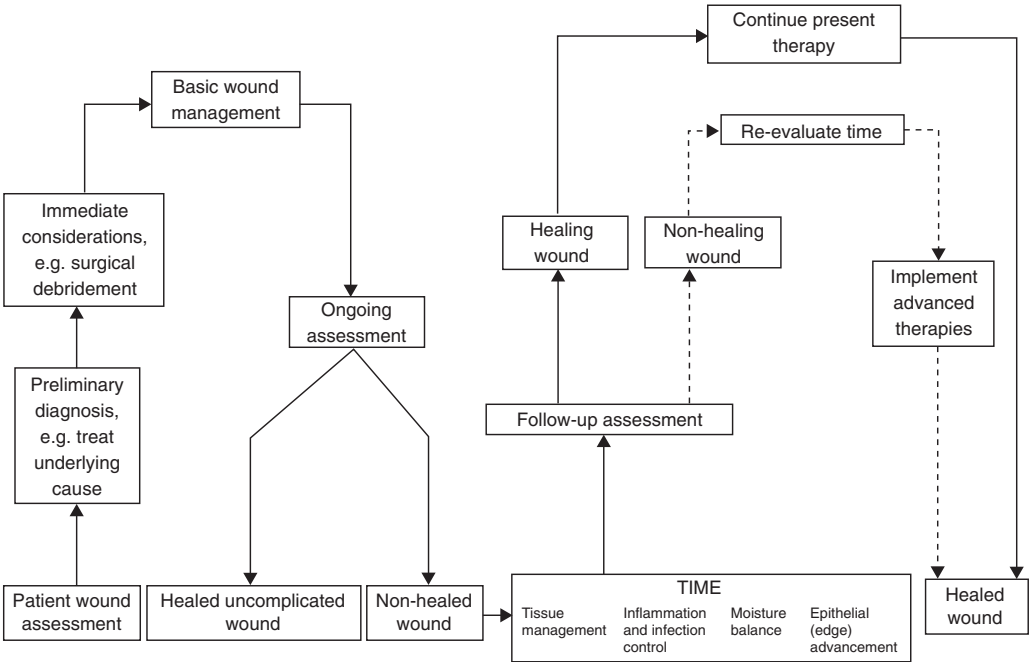 Patient wound
assessment
Preliminary
diagnosis,
e.g. treat
underlying
cause
Immediate
considerations,
e.g. surgical
debridement
Basic wound
management
Ongoing
assessment
Healed uncomplicated
wound
Non-healed
wound
TIME
Tissue
management
Inflammation
and infection
control
Moisture
balance
Epithelial
(edge)
advancement
Follow-up assessment
Healing
wound
Non-healing
wound
Continue present
therapy
Re-evaluate time
Implement
advanced
therapies
Healed
wound